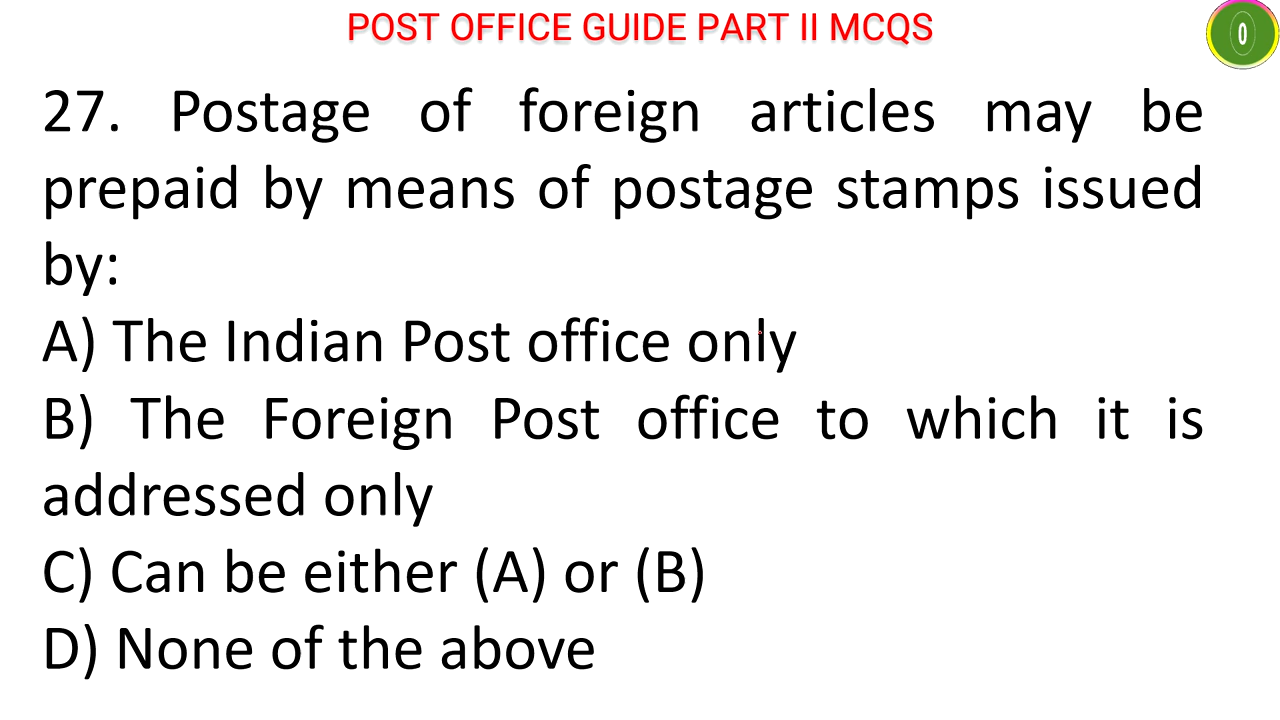 POST OFFICE GUIDE PART II MCQS
0
27. Postage of foreign articles may be
prepaid by means of postage stamps issued
by:
A) The Indian Post office only
B) The Foreign Post office to which it is
addressed only
C) Can be either (A) or (B)
D) None of the above